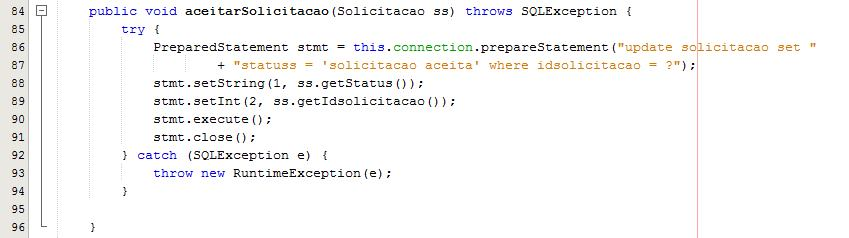 84 public void aceitarSolicitacao(Solicitacao ss) throws SQLException {
85 try {
86 PreparedStatement stmt = this.connection.prepareStatement("update solicitacao set "
87 + "statuss = 'solicitacao aceita' where idsolicitacao = ?");
88 stmt.setString(1, ss.getStatus());
89 stmt.setInt(2, ss.getIdsolicitacao());
90 stmt.execute();
91 stmt.close();
92 } catch (SQLException e) {
93 throw new RuntimeException(e);
94 }
95
96 }